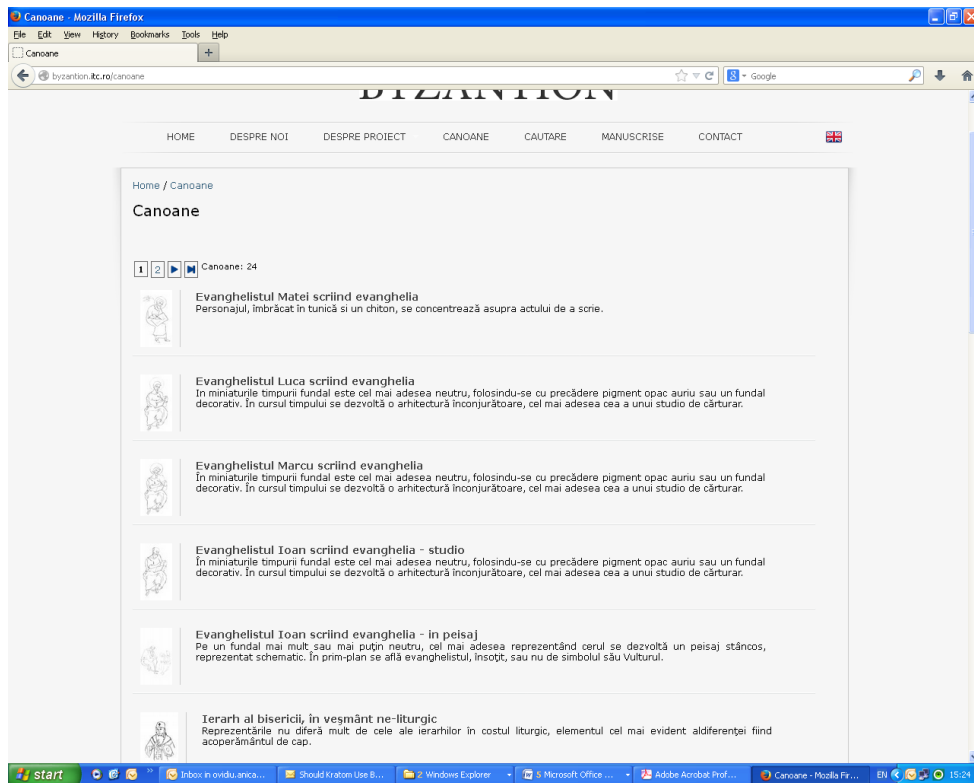 Canoane - Mozilla Firefox
File Edit View History Bookmarks Tools Help
Canoane
byzantion.itc.ro/canoane
Google
BYZANTION
HOME DESPRE NOI DESPRE PROIECT CANOANE CAUTARE MANUSCRISE CONTACT
Home / Canoane
Canoane
1 2 Canoane: 24
Evanghelistul Matei scriind evanghelia
Personajul, îmbrăcat în tunică si un chiton, se concentrează asupra actului de a scrie.
Evanghelistul Luca scriind evanghelia
In miniaturile timpurii fundal este cel mai adesea neutru, folosindu-se cu precădere pigment opac auriu sau un fundal
decorativ. În cursul timpului se dezvoltă o arhitectură înconjurătoare, cel mai adesea cea a unui studio de cărturar.
Evanghelistul Marcu scriind evanghelia
În miniaturile timpurii fundal este cel mai adesea neutru, folosindu-se cu precădere pigment opac auriu sau un fundal
decorativ. În cursul timpului se dezvoltă o arhitectură înconjurătoare, cel mai adesea cea a unui studio de cărturar.
Evanghelistul Ioan scriind evanghelia - studio
În miniaturile timpurii fundal este cel mai adesea neutru, folosindu-se cu precădere pigment opac auriu sau un fundal
decorativ. În cursul timpului se dezvoltă o arhitectură înconjurătoare, cel mai adesea cea a unui studio de cărturar.
Evanghelistul Ioan scriind evanghelia - in peisaj
Pe un fundal mai mult sau mai puțin neutru, cel mai adesea reprezentând cerul se dezvoltă un peisaj stâncos,
reprezentat schematic. În prim-plan se află evanghelistul, însoțit, sau nu de simbolul său Vulturul.
Ierarh al bisericii, în veșmânt ne-liturgic
Reprezentările nu diferă mult de cele ale ierarhilor în costul liturgic, elementul cel mai evident aldiferenței fiind
acoperământul de cap.
start Inbox in ovidiu.anica... Should Kratom Use B... 2 Windows Explorer 5 Microsoft Office ... Adobe Acrobat Prof... Canoane - Mozilla Fir... EN 15:24